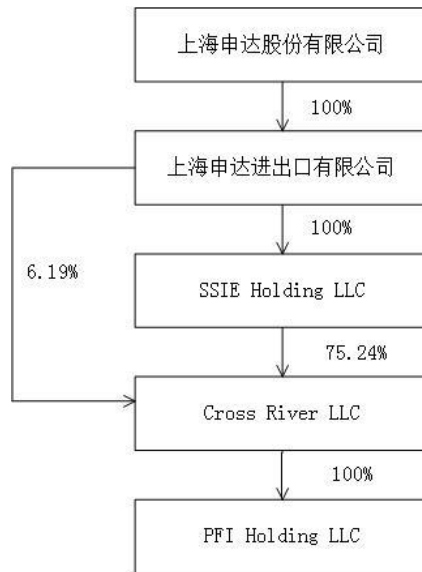 上海申达股份有限公司
100%
上海申达进出口有限公司
100%
6.19%
SSIE Holding LLC
75.24%
Cross River LLC
100%
PFI Holding LLC